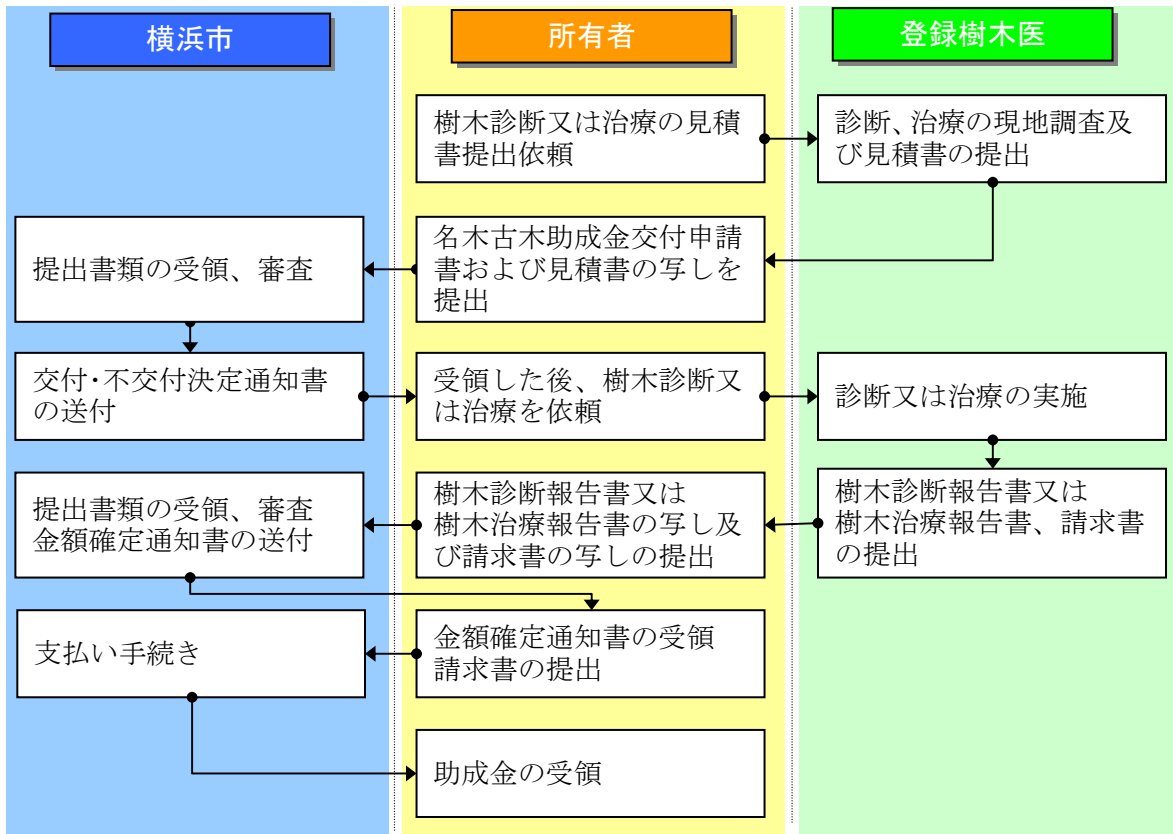 横浜市
所有者
登録樹木医
樹木診断又は治療の見積
書提出依頼
診断、治療の現地調査及
び見積書の提出
名木古木助成金交付申請
書および見積書の写しを
提出
提出書類の受領、審査
交付・不交付決定通知書
の送付
受領した後、樹木診断又
は治療を依頼
診断又は治療の実施
樹木診断報告書又は
樹木治療報告書、請求書
の提出
樹木診断報告書又は
樹木治療報告書の写し及
び請求書の写しの提出
提出書類の受領、審査
金額確定通知書の送付
金額確定通知書の受領
請求書の提出
支払い手続き
助成金の受領